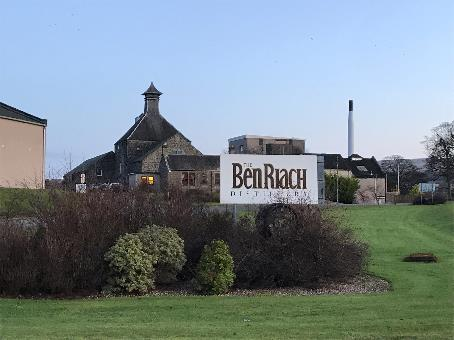 THE
BENRIACH
DISTILLERY